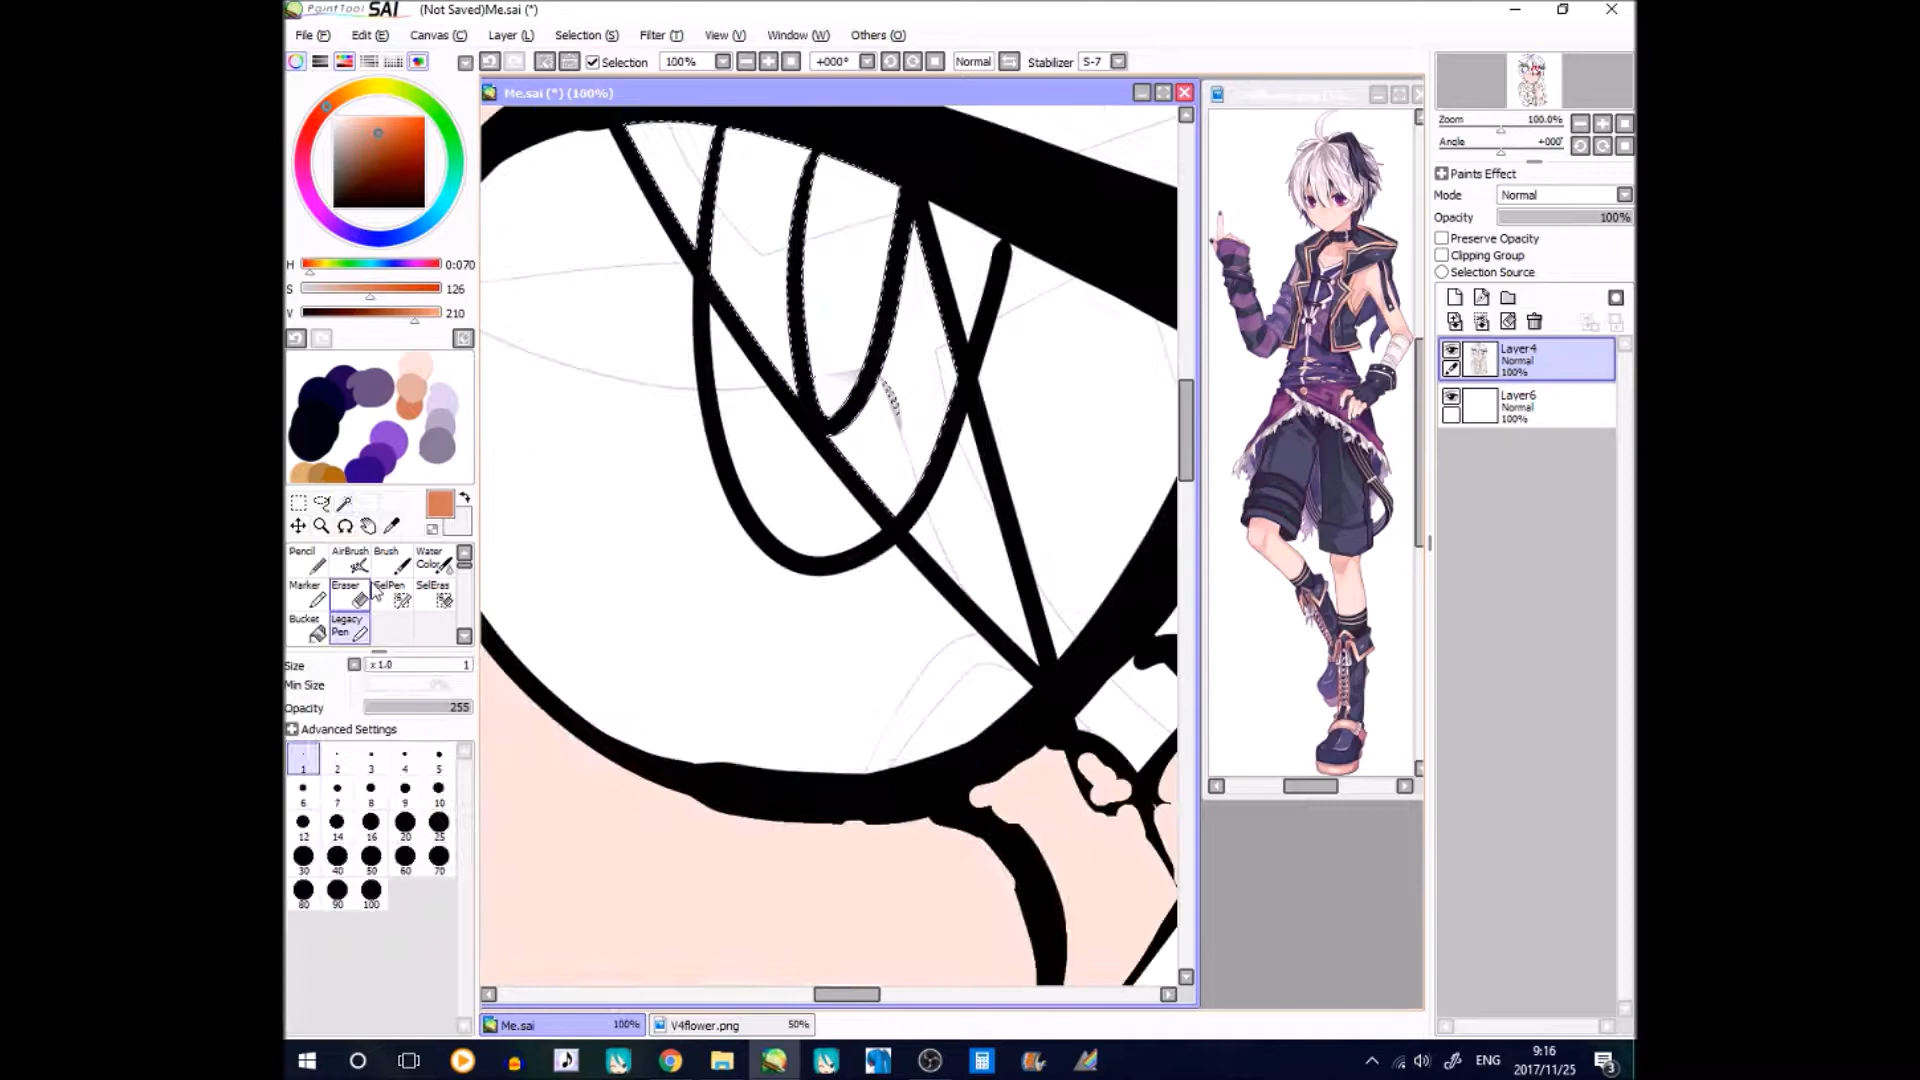 PaintTool SAI (Not Saved)Me.sai (*)
File (F) Edit (E) Canvas (C) Layer (L) Selection (S) Filter (T) View (V) Window (W) Others (O)
Selection 100% +000° Normal Stabilizer S-7
Me.sai (*) (100%)
Zoom 100.0%
Angle +000°
Paints Effect
Mode Normal
Opacity 100%
Preserve Opacity
Clipping Group
Selection Source
Layer4
Normal
100%
Layer6
Normal
100%
H 0:070
S 126
V 210
Pencil AirBrush Brush Water Color
Marker Eraser SelPen SelEras
Bucket Legacy Pen
Size x 1.0 1
Min Size 0%
Opacity 255
Advanced Settings
1 2 3 4 5
6 7 8 9 10
12 14 16 20 25
30 40 50 60 70
80 90 100
Me.sai 100% V4flower.png 50%
ENG 9:16
2017/11/25
3